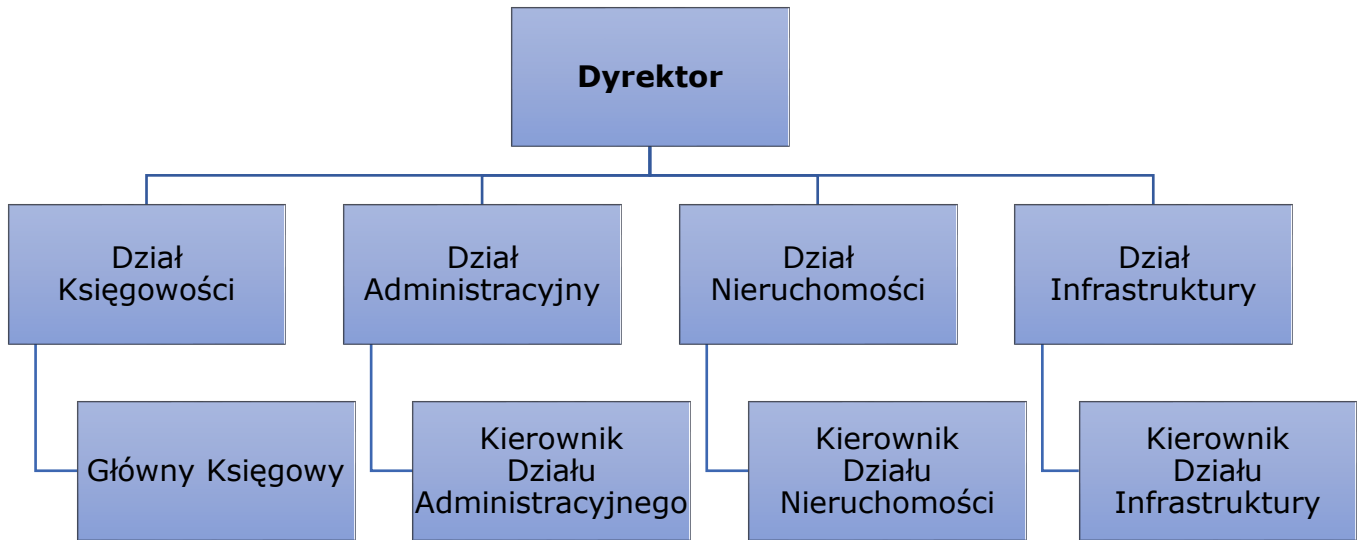 Dyrektor
Dział
Księgowości
Dział
Administracyjny
Dział
Nieruchomości
Dział
Infrastruktury
Główny Księgowy
Kierownik
Działu
Administracyjnego
Kierownik
Działu
Nieruchomości
Kierownik
Działu
Infrastruktury